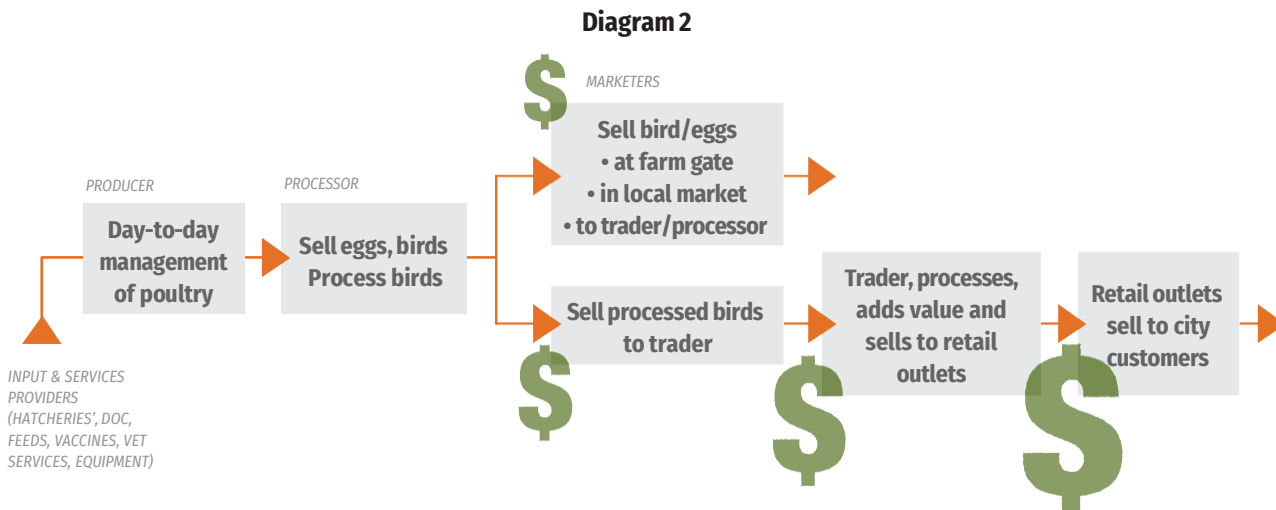 Diagram 2
$
MARKETERS
Sell bird/eggs
• at farm gate
• in local market
• to trader/processor
PRODUCER
Day-to-day
management
of poultry
PROCESSOR
Sell eggs, birds
Process birds
Sell processed birds
to trader
$
Trader, processes,
adds value and
sells to retail
outlets
$
Retail outlets
sell to city
customers
$
INPUT & SERVICES
PROVIDERS
(HATCHERIES’, DOC,
FEEDS, VACCINES, VET
SERVICES, EQUIPMENT)